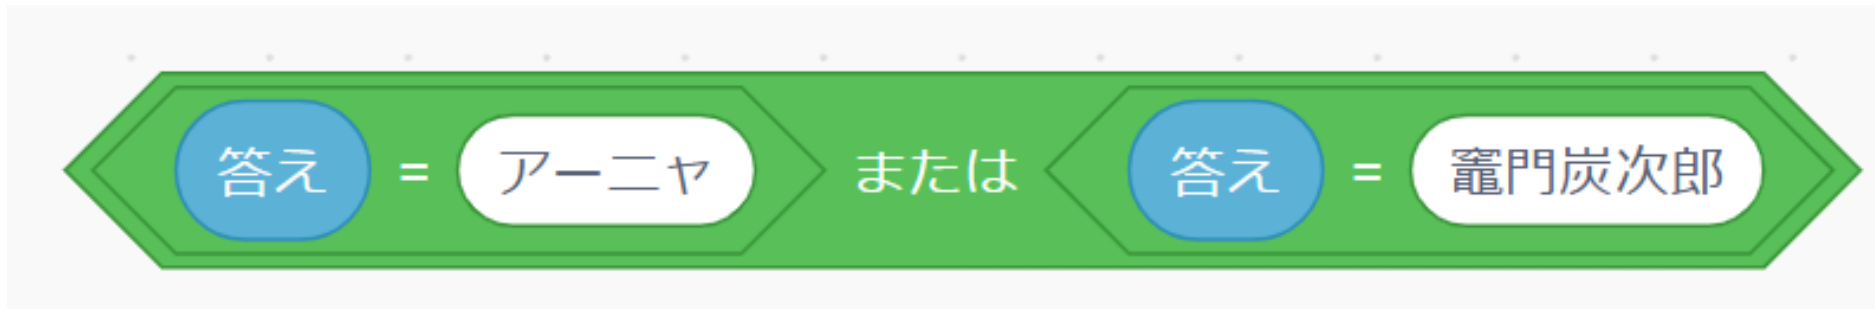 答え = アーニャ または 答え = 竈門炭次郎